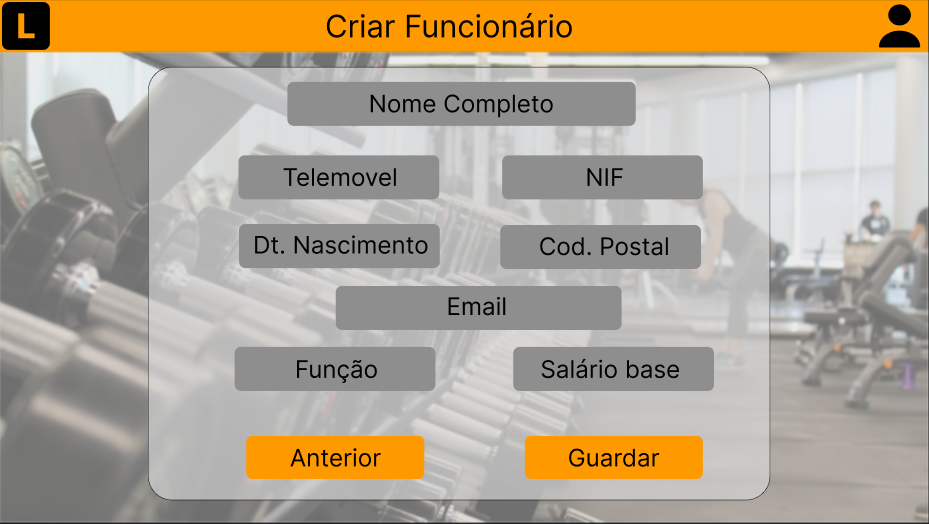 L
Criar Funcionário
Nome Completo
Telemovel
NIF
Dt. Nascimento
Cod. Postal
Email
Função
Salário base
Anterior
Guardar